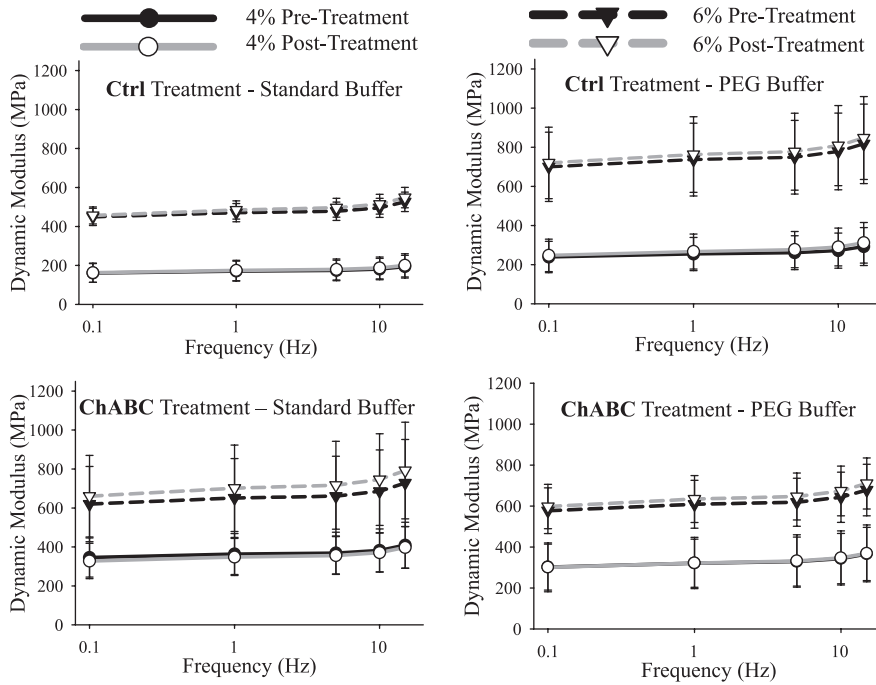 4% Pre-Treatment
4% Post-Treatment
6% Pre-Treatment
6% Post-Treatment
Ctrl Treatment - Standard Buffer
Dynamic Modulus (MPa)
1200
1000
800
600
400
200
0
0.1
1
10
Frequency (Hz)
Ctrl Treatment - PEG Buffer
Dynamic Modulus (MPa)
1200
1000
800
600
400
200
0
0.1
1
10
Frequency (Hz)
ChABC Treatment – Standard Buffer
Dynamic Modulus (MPa)
1200
1000
800
600
400
200
0
0.1
1
10
Frequency (Hz)
ChABC Treatment - PEG Buffer
Dynamic Modulus (MPa)
1200
1000
800
600
400
200
0
0.1
1
10
Frequency (Hz)